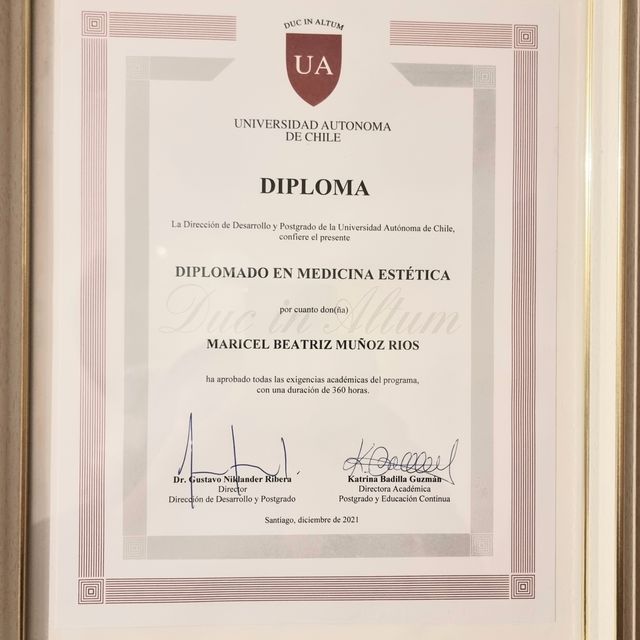 DUC IN ALTUM
UA
UNIVERSIDAD AUTONOMA
DE CHILE
DIPLOMA
La Dirección de Desarrollo y Postgrado de la Universidad Autónoma de Chile,
confiere el presente
DIPLOMADO EN MEDICINA ESTÉTICA
por cuanto don(ña)
Duc in Altum
MARICEL BEATRIZ MUÑOZ RIOS
ha aprobado todas las exigencias académicas del programa,
con una duración de 360 horas.
Dr. Gustavo Niklander Ribera
Director
Dirección de Desarrollo y Postgrado
Katrina Badilla Guzmán
Directora Académica
Postgrado y Educación Continua
Santiago, diciembre de 2021